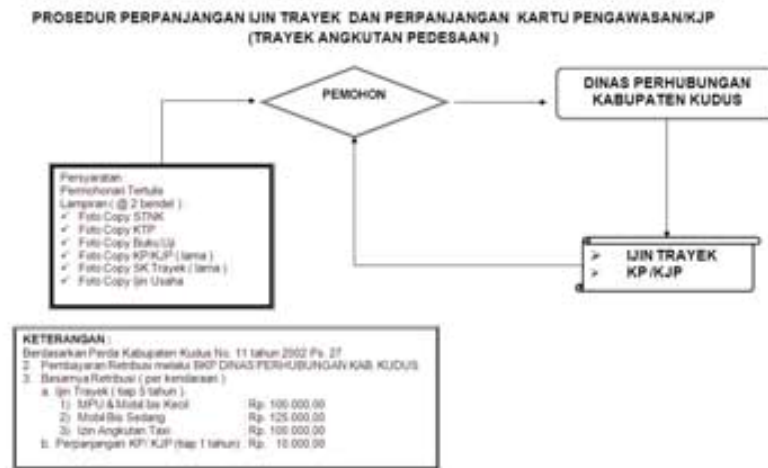 PROSEDUR PERPANJANGAN IJIN TRAYEK DAN PERPANJANGAN KARTU PENGAWASAN/KJP
(TRAYEK ANGKUTAN PEDESAAN )
PEMOHON
DINAS PERHUBUNGAN
KABUPATEN KUDUS
Persyaratan
Permohonan Tertulis
Lampiran ( @ 2 bendel )
✓ Foto Copy STNK
✓ Foto Copy KTP
✓ Foto Copy Buku Uji
✓ Foto Copy KP/KJP ( lama )
✓ Foto Copy SK Trayek ( lama )
✓ Foto Copy Ijin Usaha
➢ IJIN TRAYEK
➢ KP /KJP
KETERANGAN :
Berdasarkan Perda Kabupaten Kudus No. 11 tahun 2002 Ps. 27
2. Pembayaran Retribusi melalui BKP DINAS PERHUBUNGAN KAB. KUDUS
3. Besarnya Retribusi ( per kendaraan )
a. Ijin Trayek ( tiap 5 tahun )
1) MPU & Mobil bis Kecil : Rp. 100.000,00
2) Mobil Bis Sedang : Rp. 125.000,00
3) Izin Angkutan Taxi : Rp. 100.000,00
b. Perpanjangan KP/ KJP (tiap 1 tahun) : Rp. 10.000,00